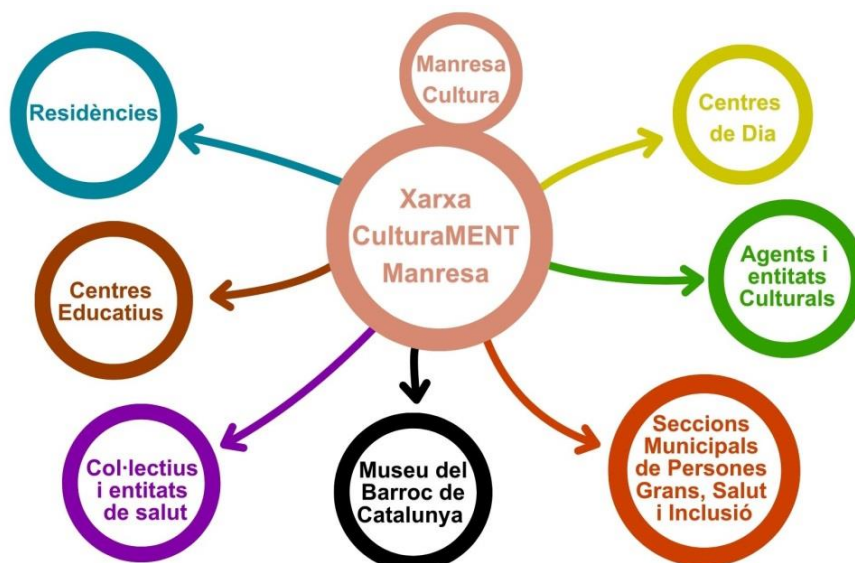 Manresa
Cultura
Xarxa
CulturaMENT
Manresa
Residències
Centres
de Dia
Centres
Educatius
Agents i
entitats
Culturals
Col·lectius
i entitats
de salut
Museu del
Barroc de
Catalunya
Seccions
Municipals
de Persones
Grans, Salut
i Inclusió